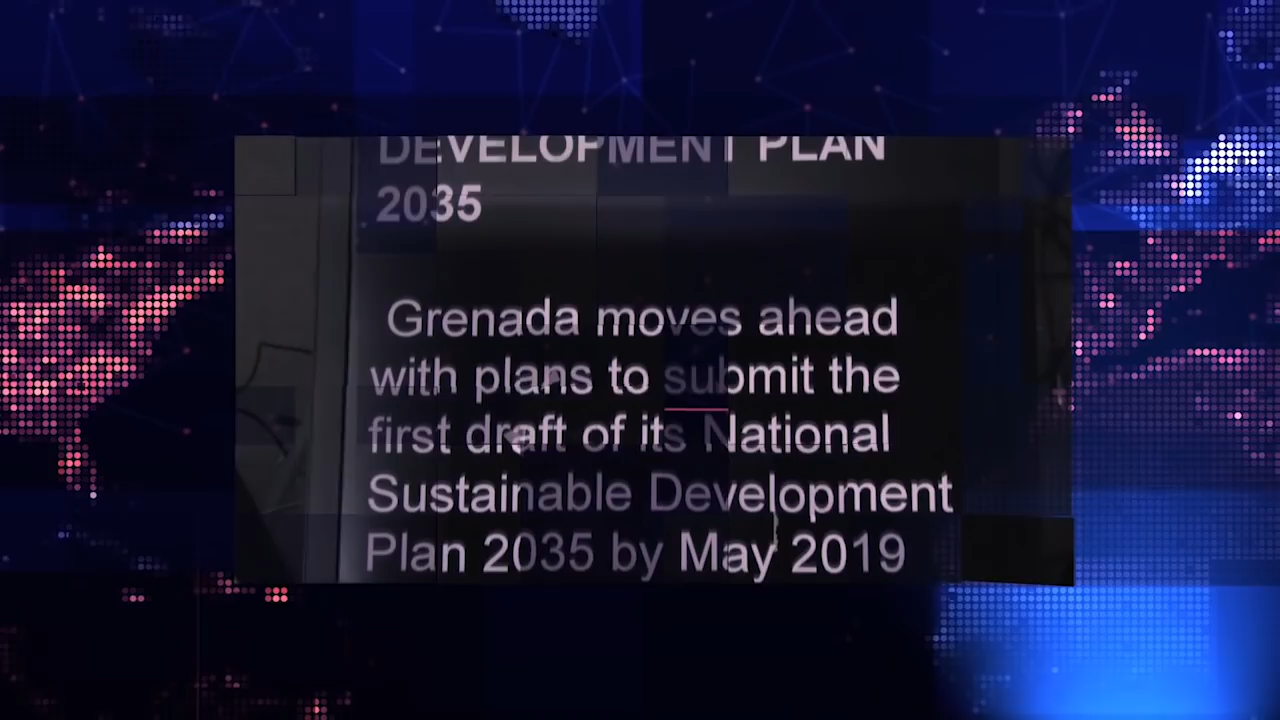 DEVELOPMENT PLAN
2035
Grenada moves ahead
with plans to submit the
first draft of its National
Sustainable Development
Plan 2035 by May 2019